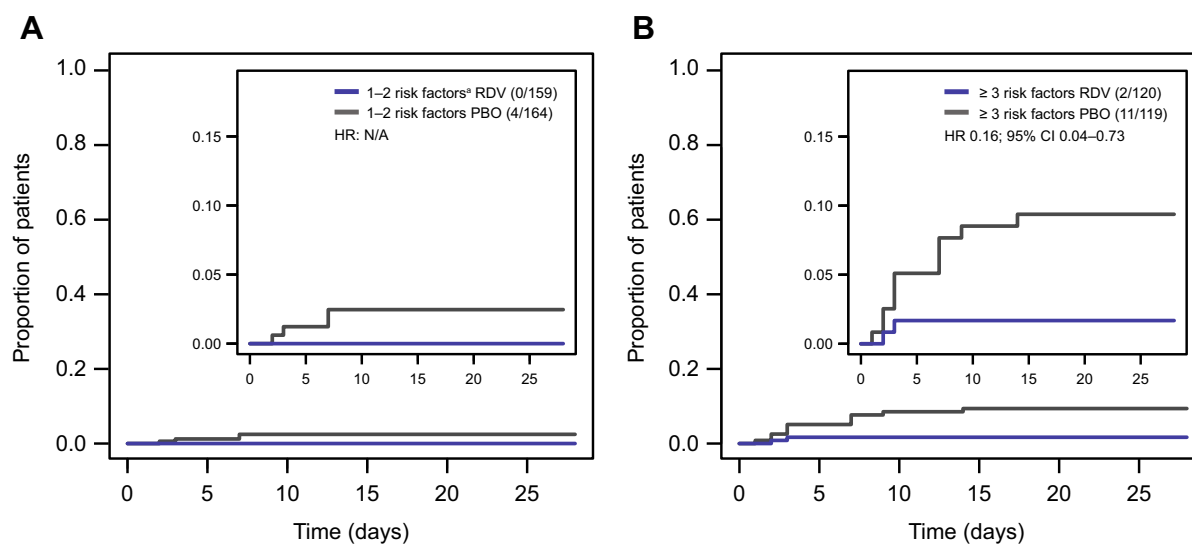 A
Proportion of patients
1.0
0.8
0.6
0.4
0.2
0.0
0 5 10 15 20 25
Time (days)
1–2 risk factorsᵃ RDV (0/159)
1–2 risk factors PBO (4/164)
HR: N/A
0.15
0.10
0.05
0.00
0 5 10 15 20 25
B
Proportion of patients
1.0
0.8
0.6
0.4
0.2
0.0
0 5 10 15 20 25
Time (days)
≥ 3 risk factors RDV (2/120)
≥ 3 risk factors PBO (11/119)
HR 0.16; 95% CI 0.04–0.73
0.15
0.10
0.05
0.00
0 5 10 15 20 25